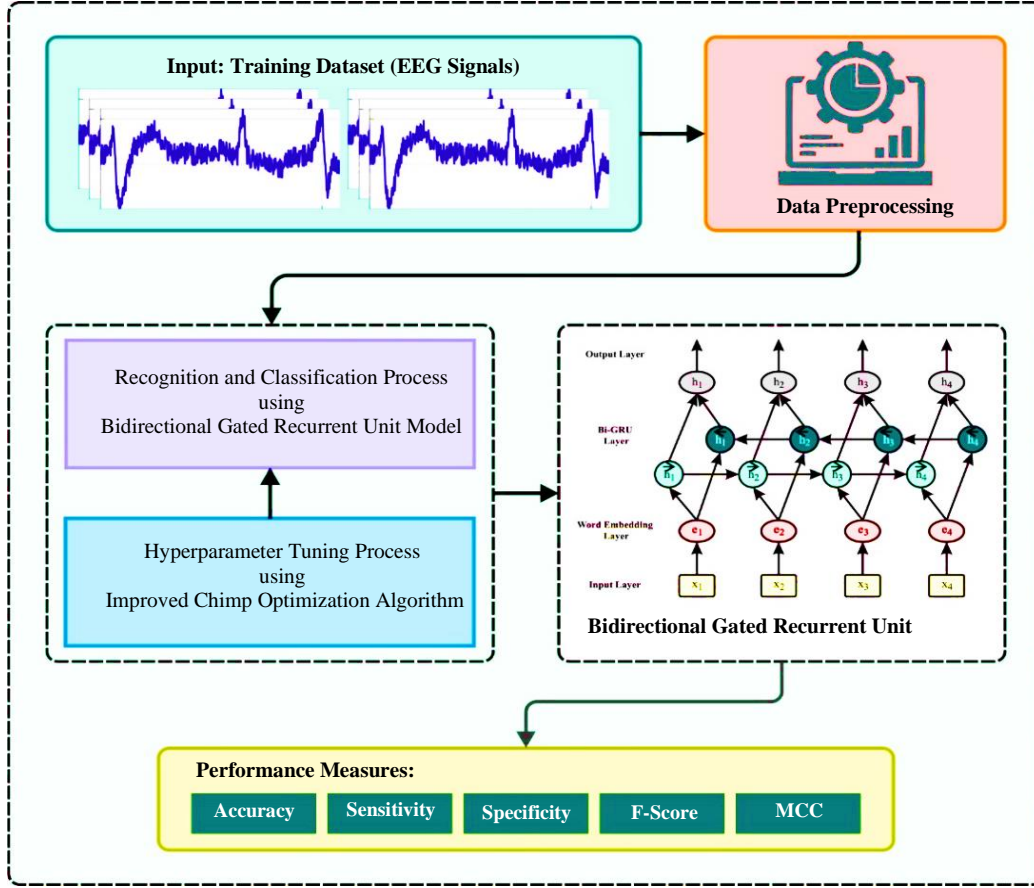 Input: Training Dataset (EEG Signals)
Data Preprocessing
Recognition and Classification Process
using
Bidirectional Gated Recurrent Unit Model
Hyperparameter Tuning Process
using
Improved Chimp Optimization Algorithm
Output Layer
h₁ h₂ h₃ h₄
Bi-GRU
Layer
h₁ h₂ h₃ h₄
h₁ h₂ h₃ h₄
Word Embedding
Layer
e₁ e₂ e₃ e₄
Input Layer
x₁ x₂ x₃ x₄
Bidirectional Gated Recurrent Unit
Performance Measures:
Accuracy Sensitivity Specificity F-Score MCC